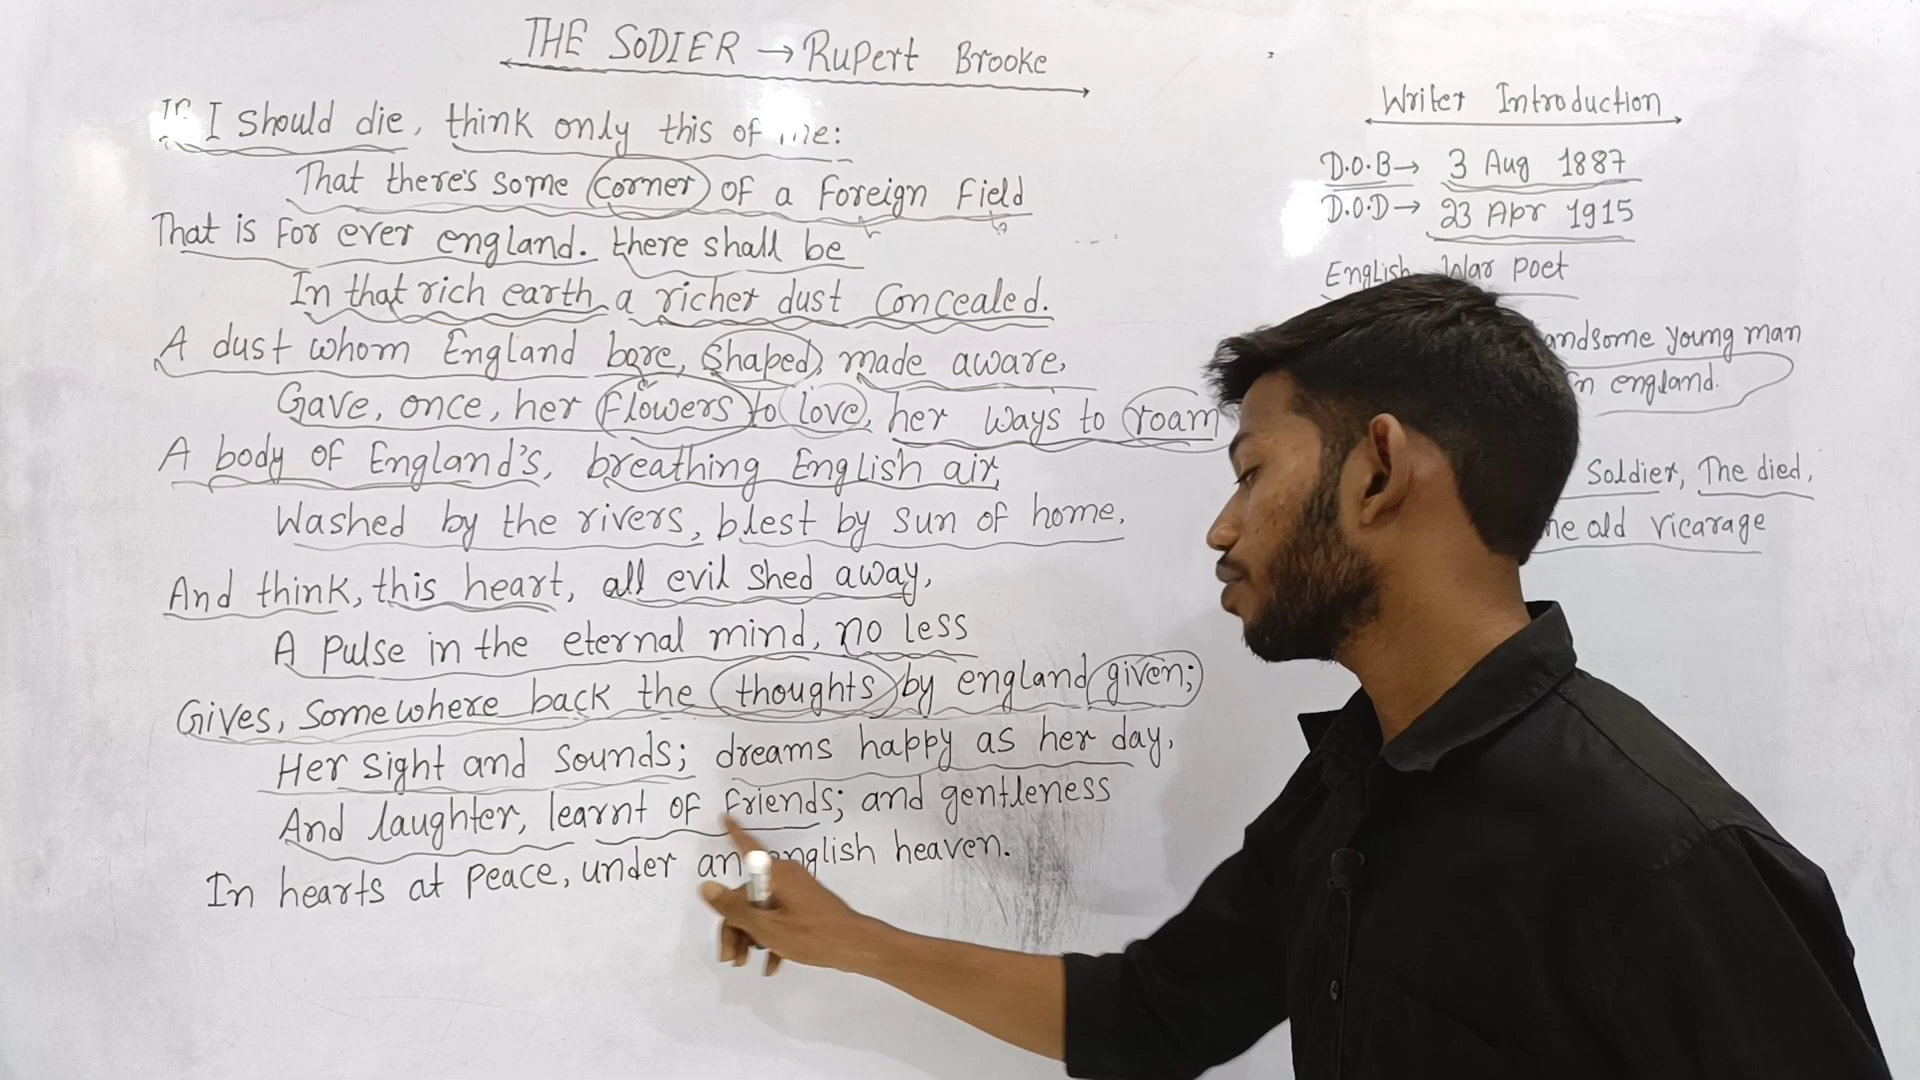 THE SODIER → Rupert Brooke
If I should die, think only this of me:
That there's some corner of a foreign field
That is for ever england. there shall be
In that rich earth a richer dust concealed.
A dust whom England bore, shaped, made aware,
Gave, once, her flowers to love, her ways to roam
A body of England's, breathing English air,
Washed by the rivers, blest by sun of home.
And think, this heart, all evil shed away,
A pulse in the eternal mind, no less
Gives, somewhere back the thoughts by england given;
Her sight and sounds; dreams happy as her day,
And laughter, learnt of friends; and gentleness
In hearts at peace, under an english heaven.
Writer Introduction
D.O.B → 3 Aug 1887
D.O.D → 23 Apr 1915
English War poet
young man
in england.
Soldier, The died,
old vicarage